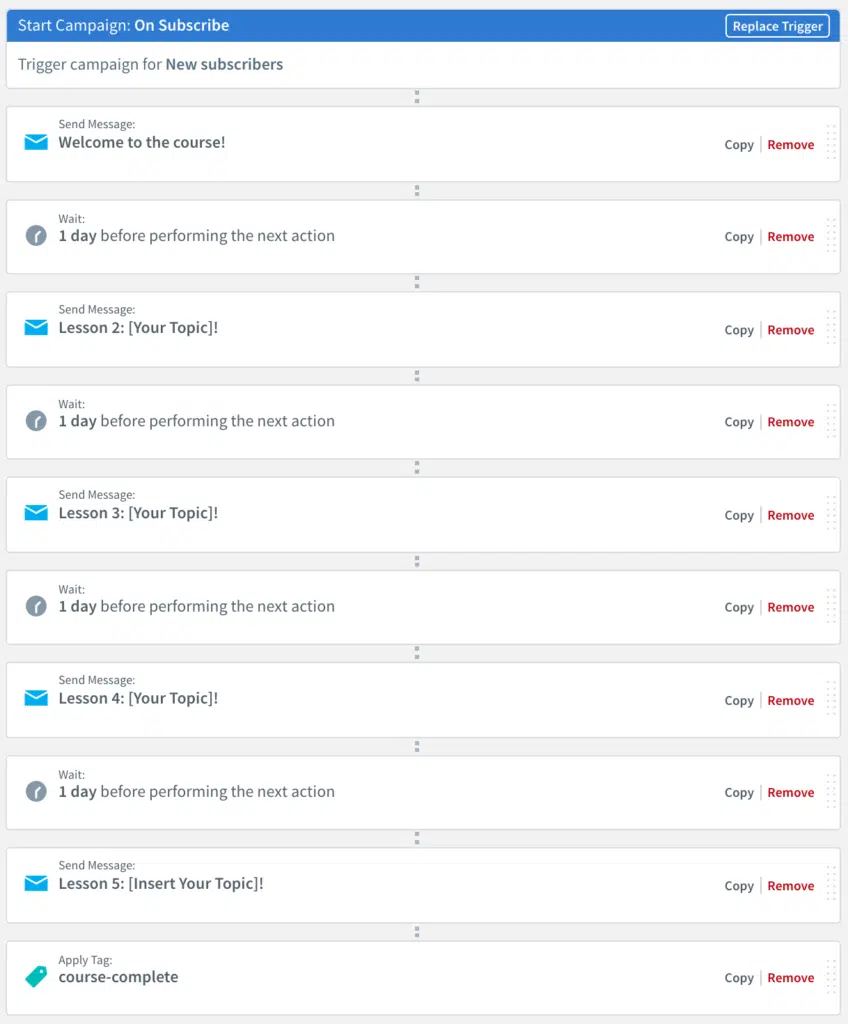 Start Campaign: On Subscribe Replace Trigger
Trigger campaign for New subscribers
Send Message:
Welcome to the course!
Copy Remove
Wait:
1 day before performing the next action
Copy Remove
Send Message:
Lesson 2: [Your Topic]!
Copy Remove
Wait:
1 day before performing the next action
Copy Remove
Send Message:
Lesson 3: [Your Topic]!
Copy Remove
Wait:
1 day before performing the next action
Copy Remove
Send Message:
Lesson 4: [Your Topic]!
Copy Remove
Wait:
1 day before performing the next action
Copy Remove
Send Message:
Lesson 5: [Insert Your Topic]!
Copy Remove
Apply Tag:
course-complete
Copy Remove